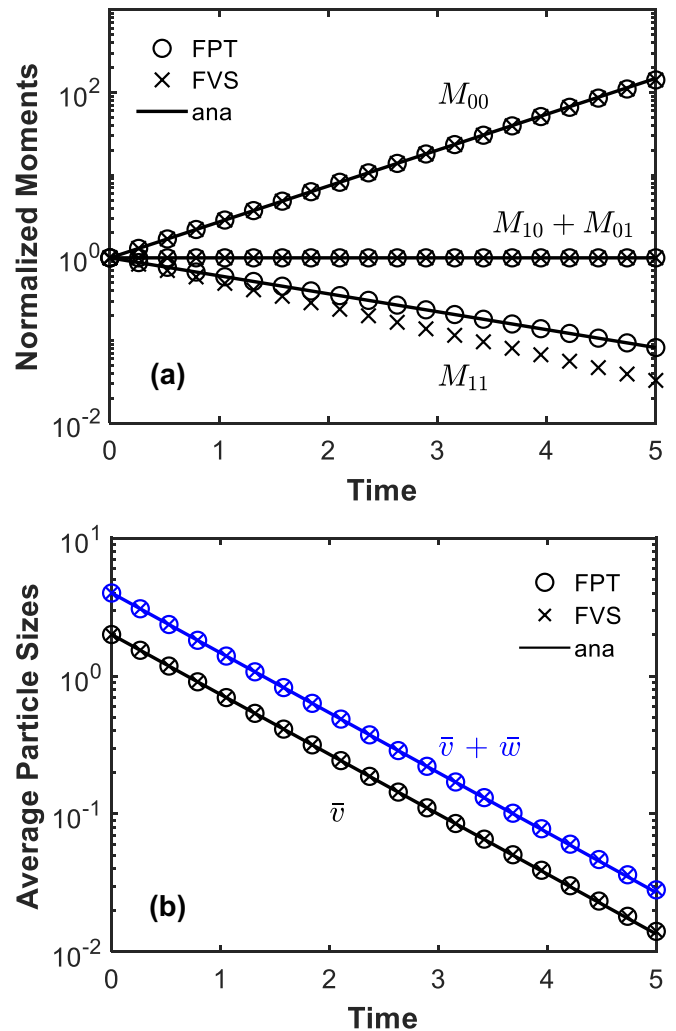 Normalized Moments
10^2
10^0
10^-2
FPT
FVS
ana
M_00
M_10 + M_01
M_11
(a)
0 1 2 3 4 5
Time
Average Particle Sizes
10^1
10^0
10^-1
10^-2
FPT
FVS
ana
v̄ + w̄
v̄
(b)
0 1 2 3 4 5
Time